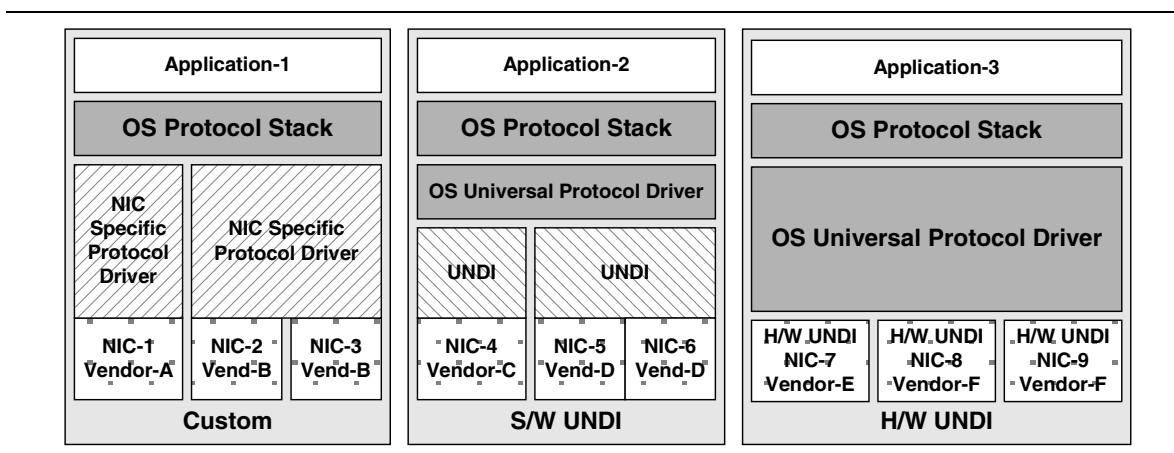 Application-1
OS Protocol Stack
NIC
Specific
Protocol
Driver
NIC Specific
Protocol Driver
NIC-1
Vendor-A
NIC-2
Vend-B
NIC-3
Vend-B
Custom
Application-2
OS Protocol Stack
OS Universal Protocol Driver
UNDI
UNDI
NIC-4
Vendor-C
NIC-5
Vend-D
NIC-6
Vend-D
S/W UNDI
Application-3
OS Protocol Stack
OS Universal Protocol Driver
H/W UNDI
NIC-7
Vendor-E
H/W UNDI
NIC-8
Vendor-F
H/W UNDI
NIC-9
Vendor-F
H/W UNDI